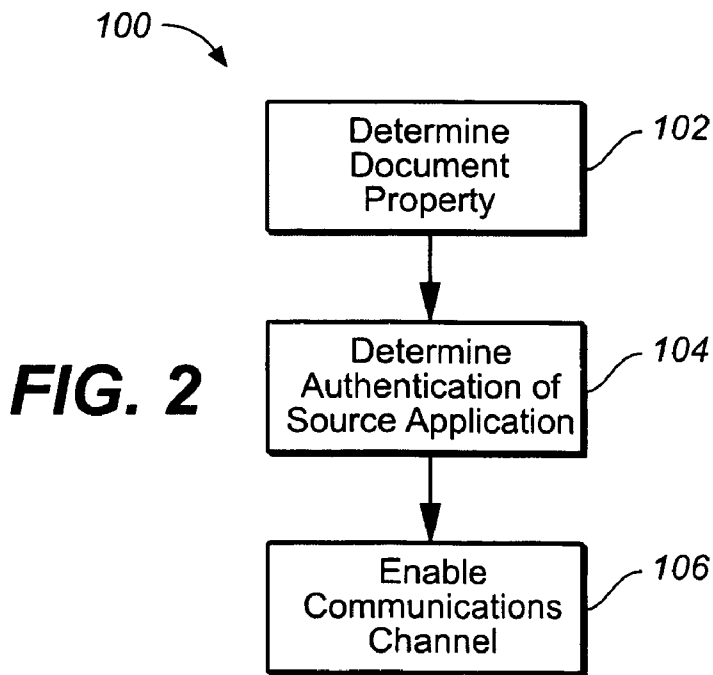 100
Determine
Document
Property
102
Determine
Authentication of
Source Application
104
FIG. 2
Enable
Communications
Channel
106